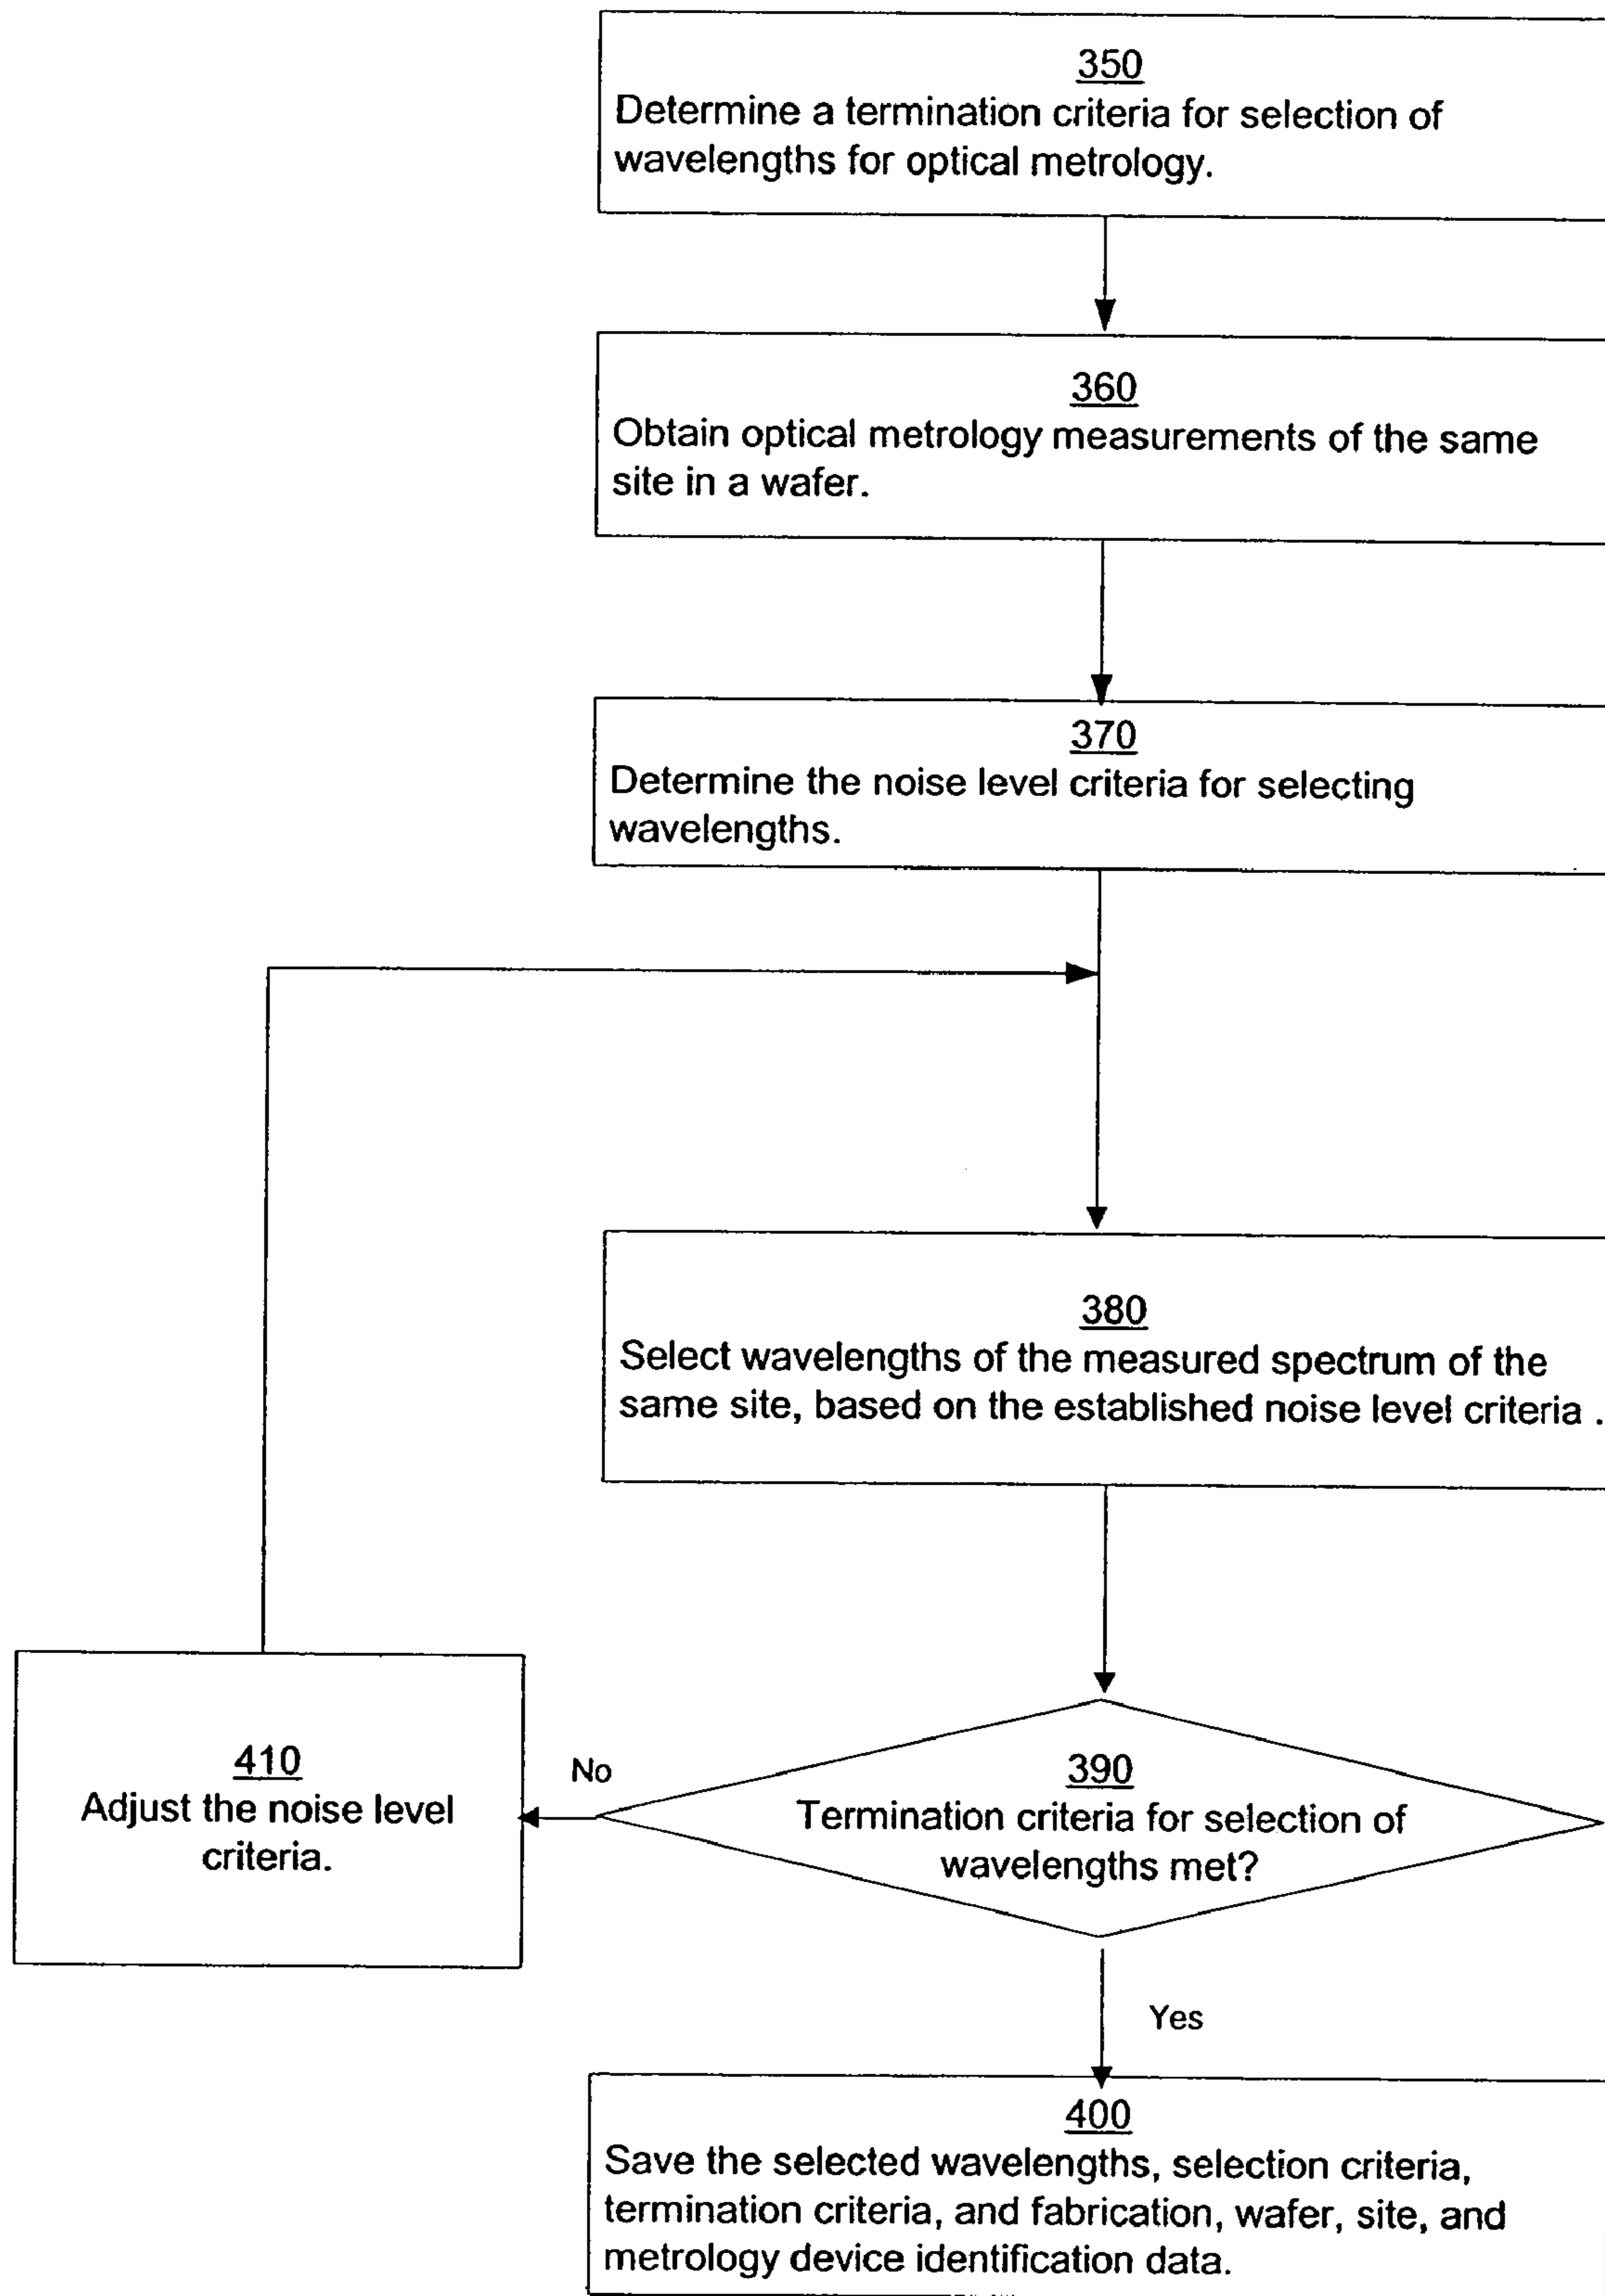 350
Determine a termination criteria for selection of
wavelengths for optical metrology.
360
Obtain optical metrology measurements of the same
site in a wafer.
370
Determine the noise level criteria for selecting
wavelengths.
380
Select wavelengths of the measured spectrum of the
same site, based on the established noise level criteria .
390
Termination criteria for selection of
wavelengths met?
No
410
Adjust the noise level
criteria.
Yes
400
Save the selected wavelengths, selection criteria,
termination criteria, and fabrication, wafer, site, and
metrology device identification data.